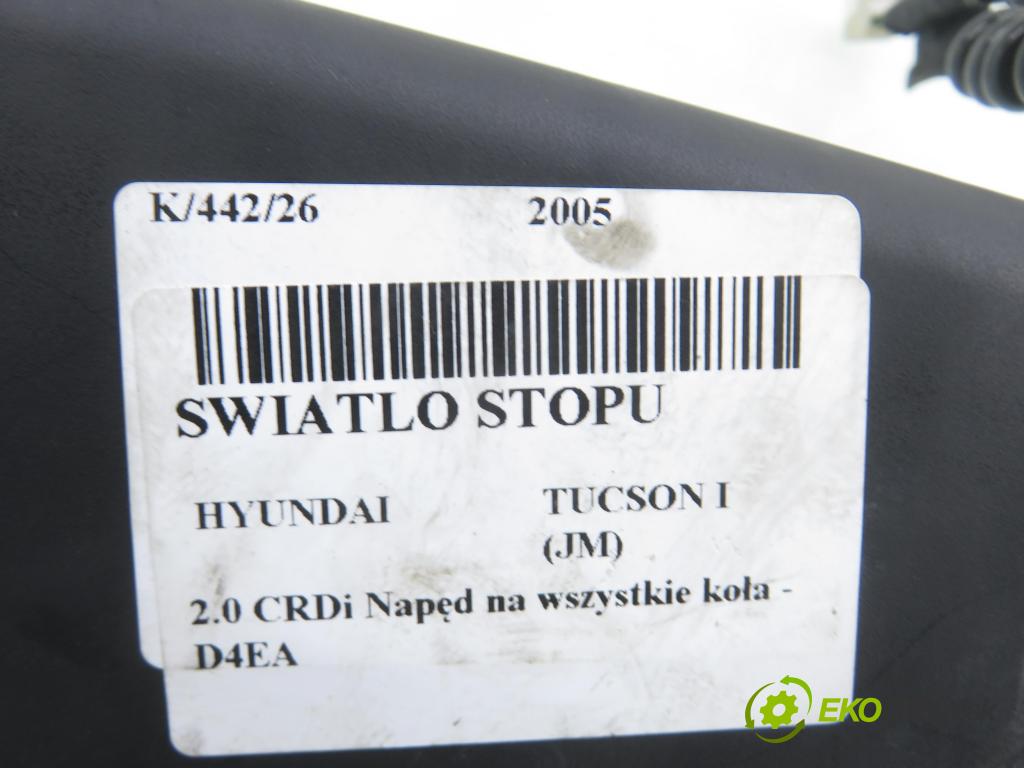 K/442/26 2005
SWIATLO STOPU
HYUNDAI TUCSON I
(JM)
2.0 CRDi Napęd na wszystkie koła -
D4EA
EKO